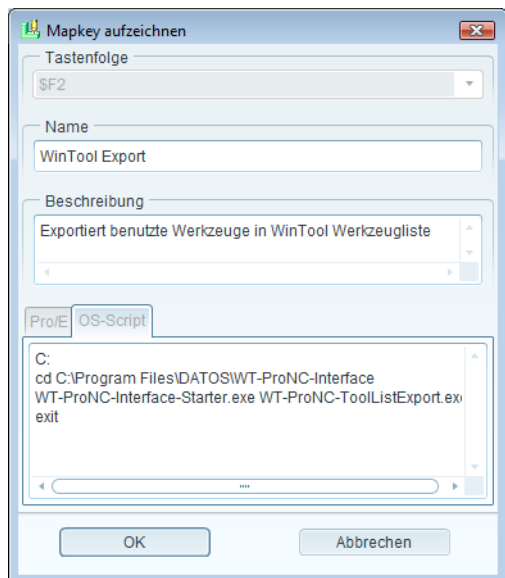 Mapkey aufzeichnen
Tastenfolge
$F2
Name
WinTool Export
Beschreibung
Exportiert benutzte Werkzeuge in WinTool Werkzeugliste
Pro/E OS-Script
C:
cd C:\Program Files\DATOS\WT-ProNC-Interface
WT-ProNC-Interface-Starter.exe WT-ProNC-ToolListExport.exe
exit
OK Abbrechen